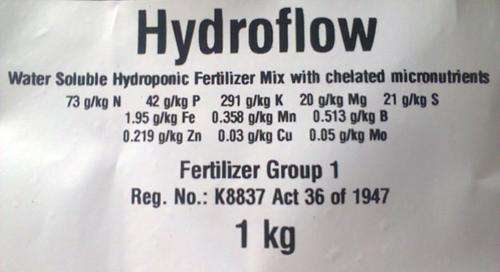 Hydroflow
Water Soluble Hydroponic Fertilizer Mix with chelated micronutrients
73 g/kg N 42 g/kg P 291 g/kg K 20 g/kg Mg 21 g/kg S
1.95 g/kg Fe 0.358 g/kg Mn 0.513 g/kg B
0.219 g/kg Zn 0.03 g/kg Cu 0.05 g/kg Mo
Fertilizer Group 1
Reg. No.: K8837 Act 36 of 1947
1 kg